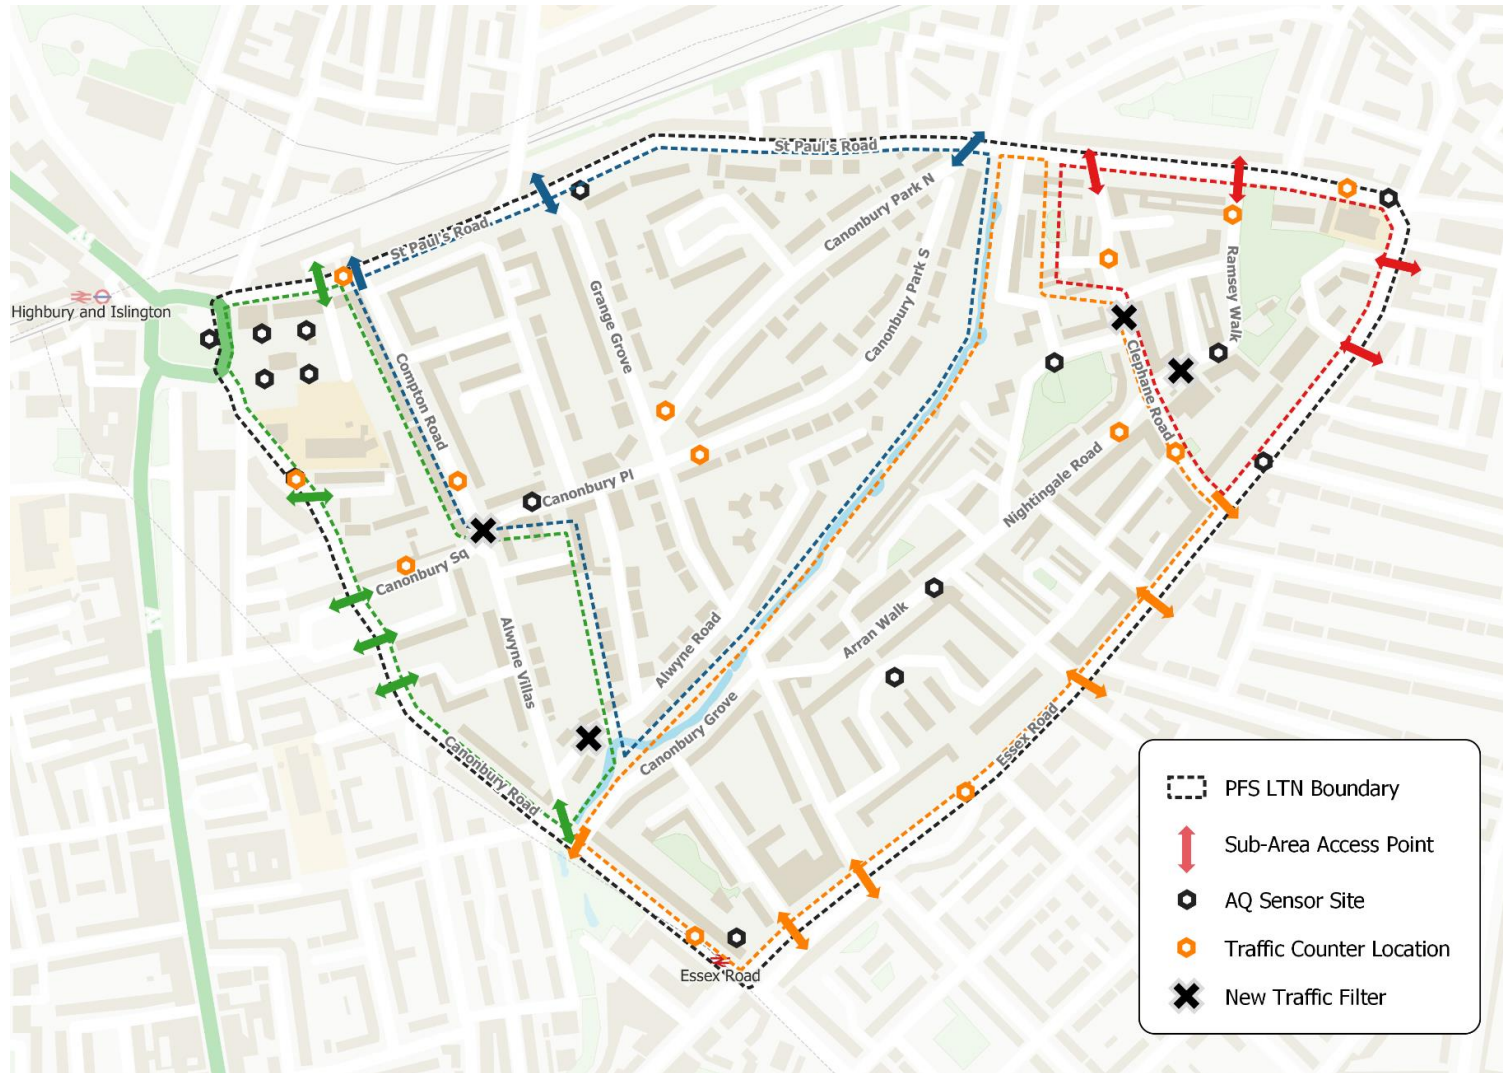 St Paul's Road
Canonbury Park N
St Paul's Road
A1
Highbury and Islington
Grange Grove
Canonbury Park S
Ramsey Walk
Compton Road
Clephane Road
Canonbury Pl
Nightingale Road
Canonbury Sq
Alwyne Villas
Alwyne Road
Arran Walk
Canonbury Grove
Essex Road
Canonbury Road
Essex Road
PFS LTN Boundary
Sub-Area Access Point
AQ Sensor Site
Traffic Counter Location
New Traffic Filter